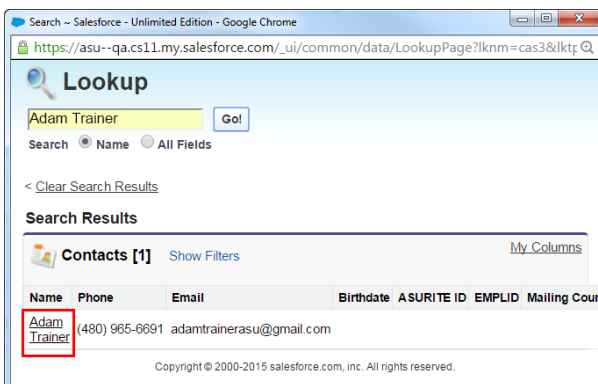 Search ~ Salesforce - Unlimited Edition - Google Chrome
https://asu--qa.cs11.my.salesforce.com/_ui/common/data/LookupPage?lknm=cas3&lktp
Lookup
Adam Trainer Go!
Search Name All Fields
< Clear Search Results
Search Results
Contacts [1] Show Filters My Columns
Name Phone Email Birthdate ASURITE ID EMPLID Mailing Cour
Adam
Trainer (480) 965-6691 adamtrainerasu@gmail.com
Copyright © 2000-2015 salesforce.com, inc. All rights reserved.